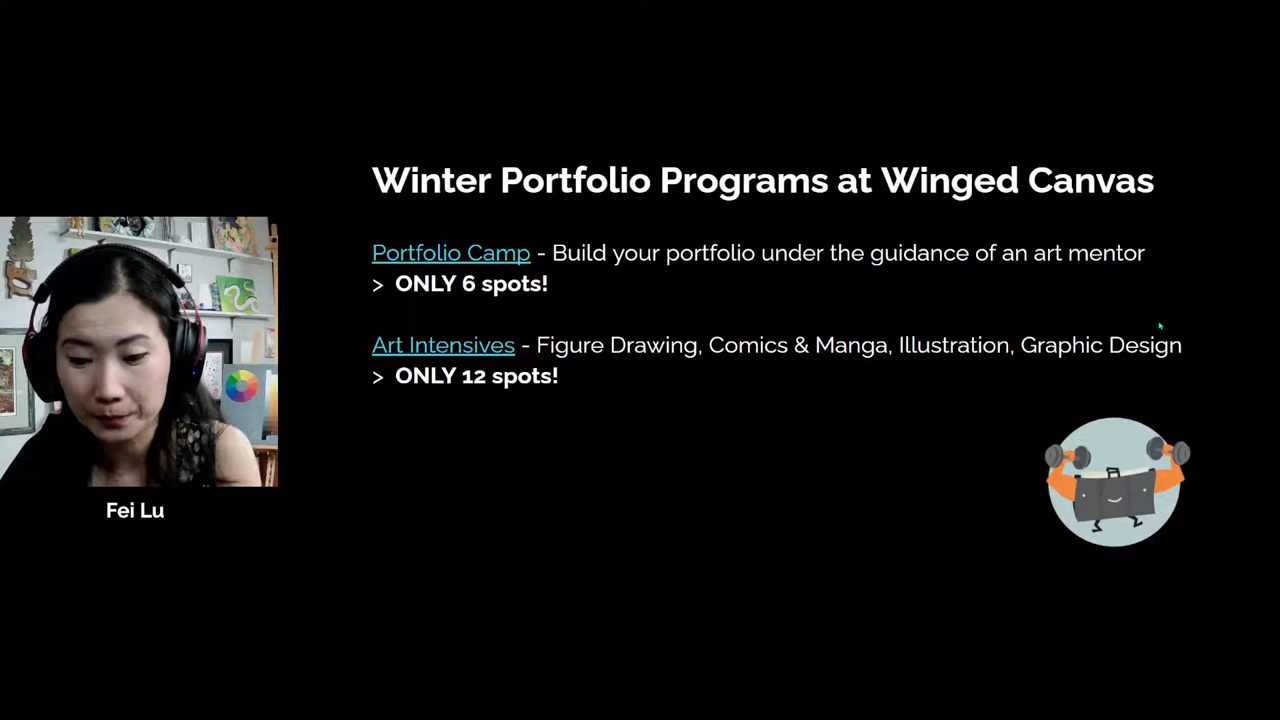 Winter Portfolio Programs at Winged Canvas
Portfolio Camp - Build your portfolio under the guidance of an art mentor
> ONLY 6 spots!
Art Intensives - Figure Drawing, Comics & Manga, Illustration, Graphic Design
> ONLY 12 spots!
Fei Lu